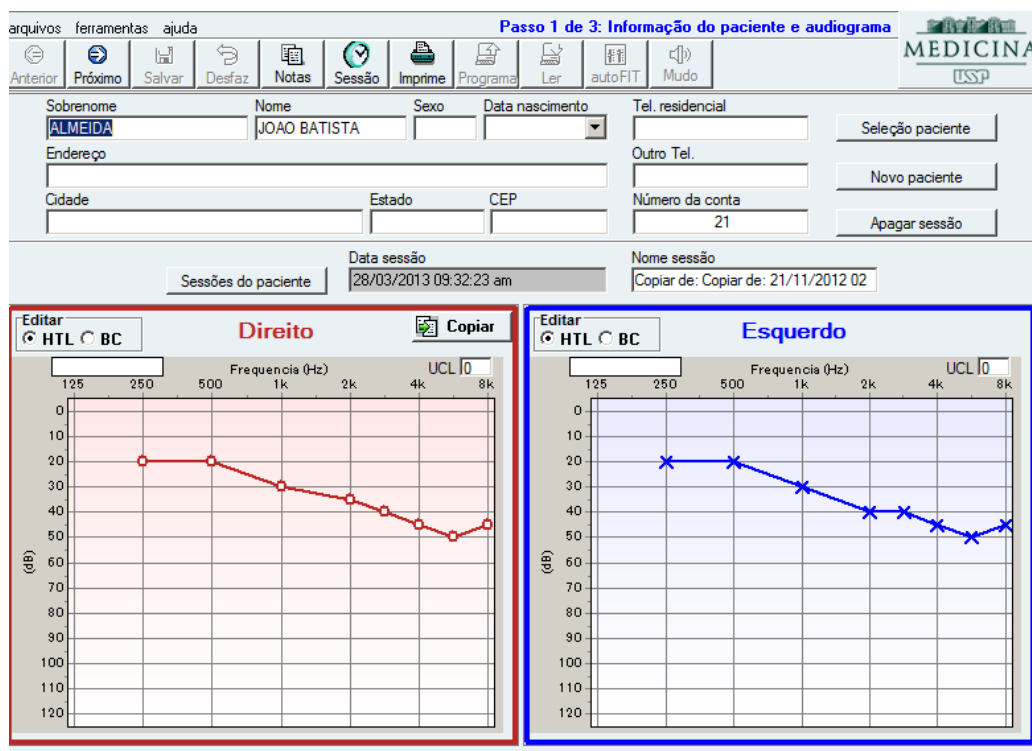 arquivos ferramentas ajuda
Passo 1 de 3: Informação do paciente e audiograma
MEDICINA
USP
Anterior Próximo Salvar Desfaz Notas Sessão Imprime Programa Ler autoFIT Mudo
Sobrenome Nome Sexo Data nascimento Tel. residencial
ALMEIDA JOAO BATISTA
Seleção paciente
Endereço Outro Tel.
Novo paciente
Cidade Estado CEP Número da conta
21
Apagar sessão
Data sessão Nome sessão
Sessões do paciente 28/03/2013 09:32:23 am Copiar de: Copiar de: 21/11/2012 02
Editar
HTL BC
Direito
Copiar
Frequencia (Hz) UCL 0
125 250 500 1k 2k 4k 8k
0
10
20
30
40
50
60
70
80
90
100
110
120
(dB)
Editar
HTL BC
Esquerdo
Frequencia (Hz) UCL 0
125 250 500 1k 2k 4k 8k
0
10
20
30
40
50
60
70
80
90
100
110
120
(dB)